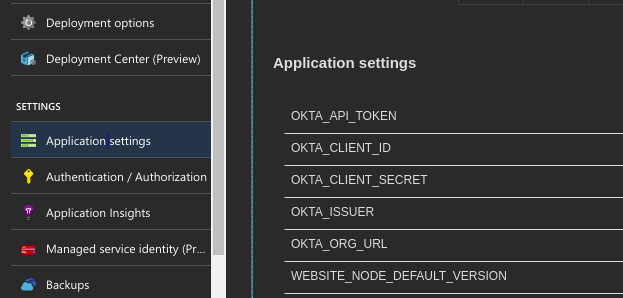 Deployment options
Deployment Center (Preview)
SETTINGS
Application settings
Authentication / Authorization
Application Insights
Managed service identity (Pr...
Backups
Application settings
OKTA_API_TOKEN
OKTA_CLIENT_ID
OKTA_CLIENT_SECRET
OKTA_ISSUER
OKTA_ORG_URL
WEBSITE_NODE_DEFAULT_VERSION